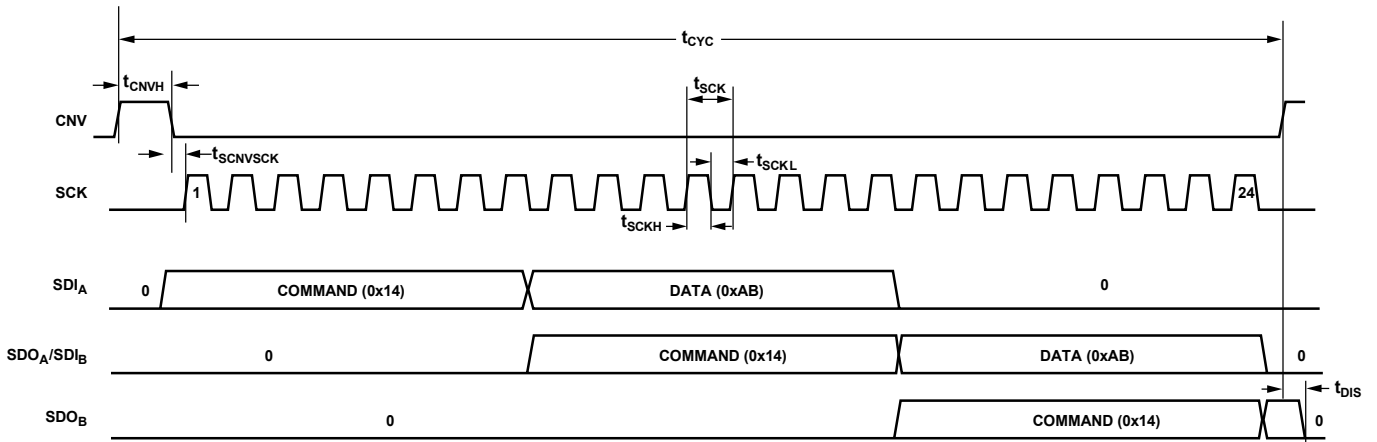 tCYC
tCNVH
tSCK
CNV
tSCNVSCK
tSCKL
SCK
1
24
tSCKH
SDIA
0
COMMAND (0x14)
DATA (0xAB)
0
SDOA/SDIB
0
COMMAND (0x14)
DATA (0xAB)
0
tDIS
SDOB
0
COMMAND (0x14)
0